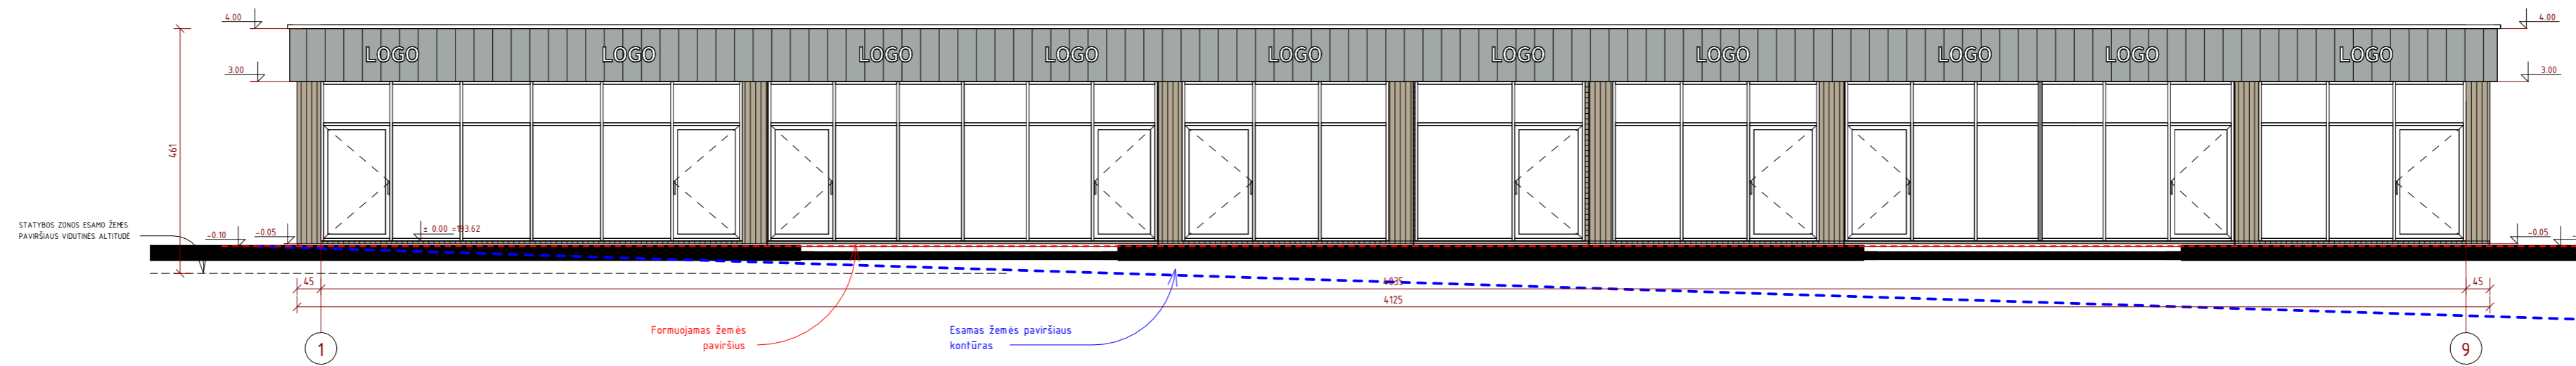 4.00
4.00
LOGO LOGO LOGO LOGO LOGO LOGO LOGO LOGO LOGO LOGO
3.00
3.00
461
STATYBOS ZONOS ESAMO ŽEMĖS
PAVIRŠIAUS VIDUTINĖS ALTITUDĖ
-0.10
-0.05
± 0.00 =193.62
-0.05
45
4035
45
4125
Formuojamas žemės
paviršius
Esamas žemės paviršiaus
kontūras
1
9